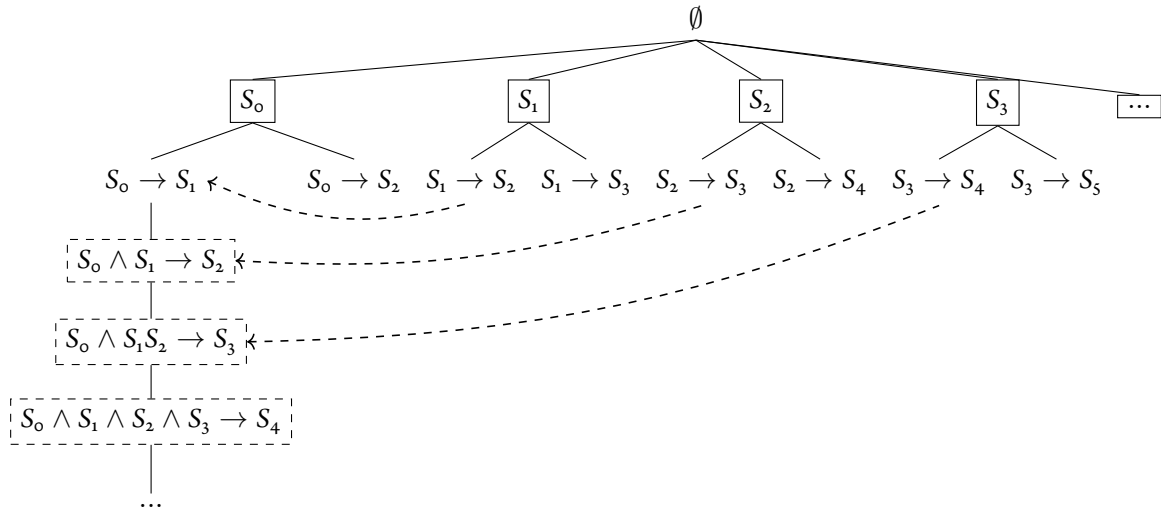 ∅
S₀ S₁ S₂ S₃ ...
S₀ → S₁ S₀ → S₂ S₁ → S₂ S₁ → S₃ S₂ → S₃ S₂ → S₄ S₃ → S₄ S₃ → S₅
S₀ ∧ S₁ → S₂
S₀ ∧ S₁S₂ → S₃
S₀ ∧ S₁ ∧ S₂ ∧ S₃ → S₄
...